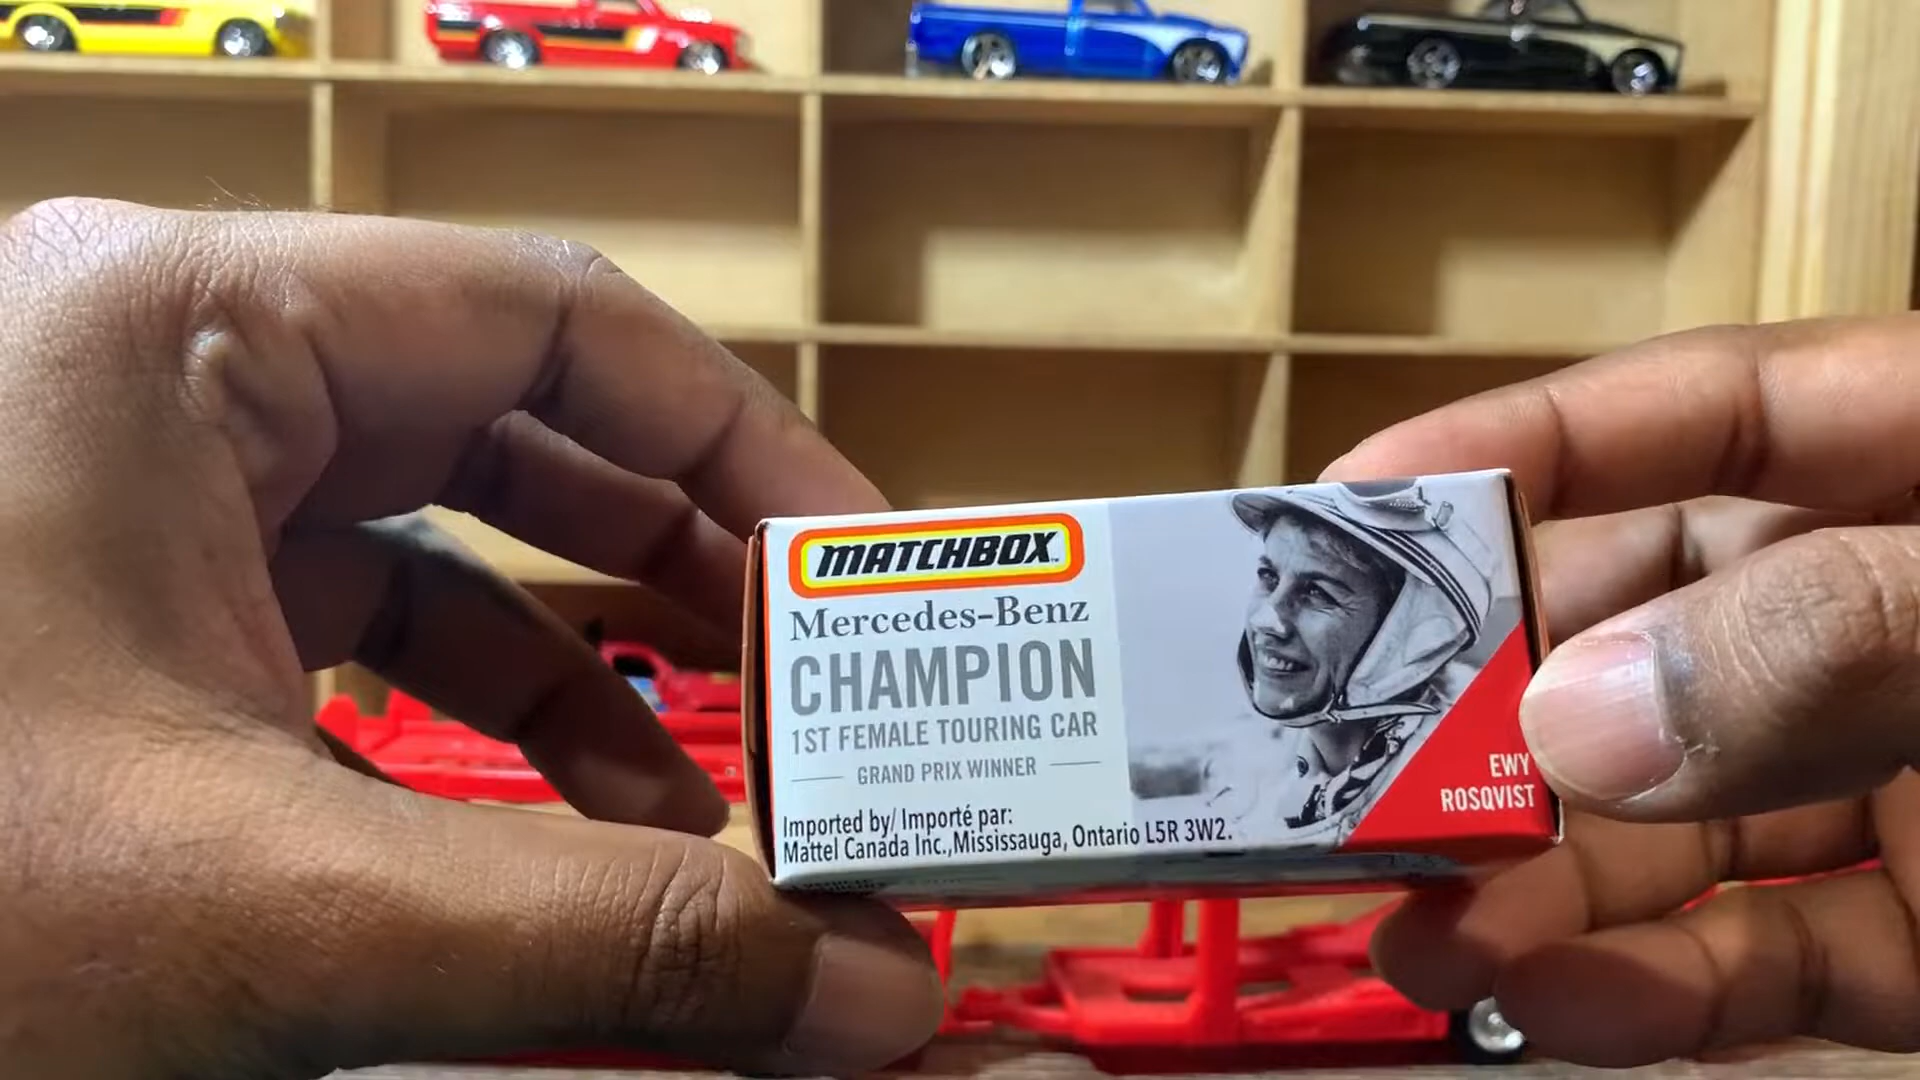 MATCHBOX
Mercedes-Benz
CHAMPION
1ST FEMALE TOURING CAR
GRAND PRIX WINNER
Imported by/ Importé par:
Mattel Canada Inc.,Mississauga, Ontario L5R 3W2.
EWY
ROSQVIST